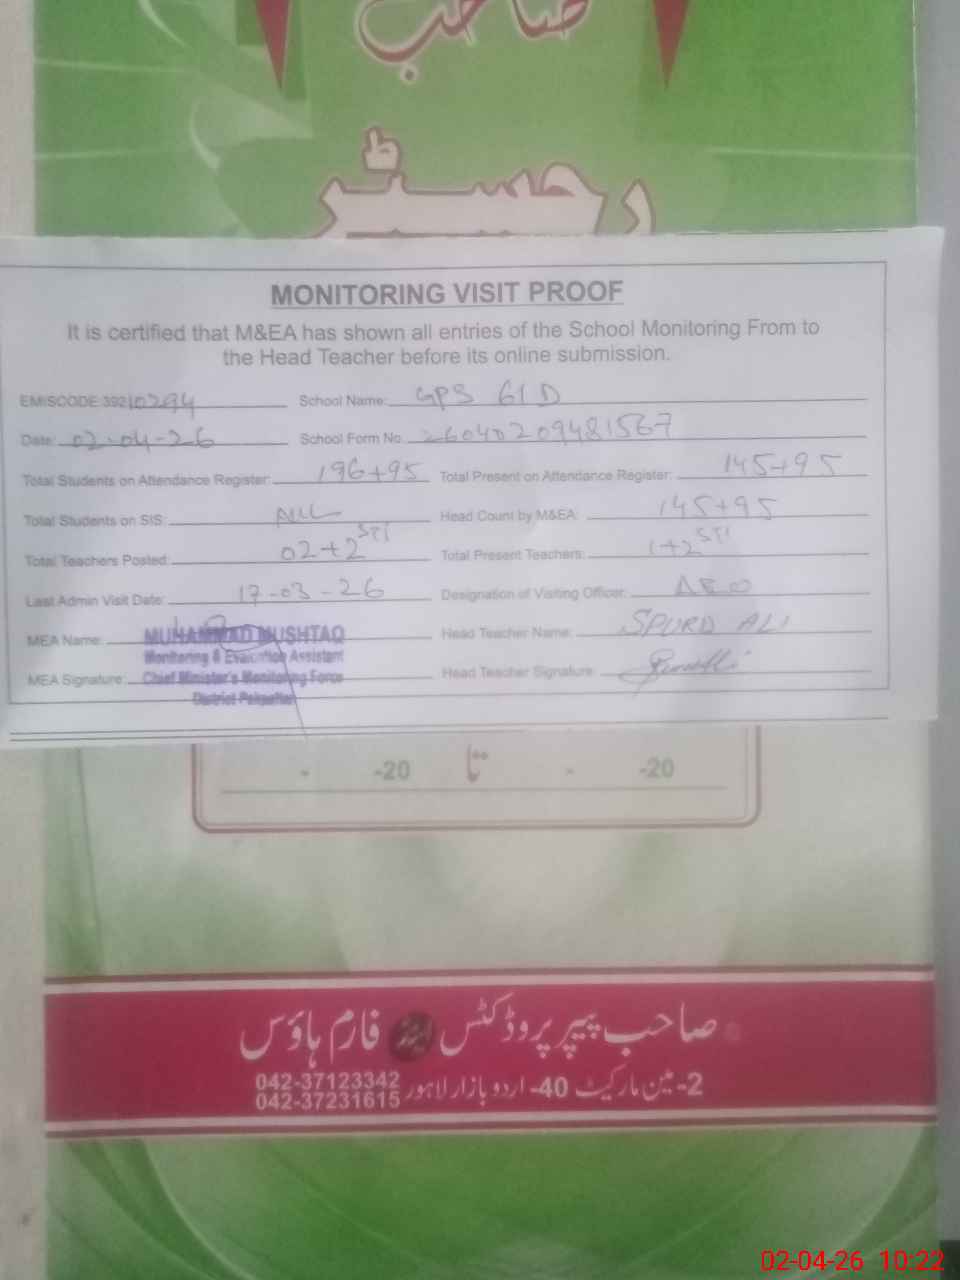 صاحب
رجسٹر
MONITORING VISIT PROOF
It is certified that M&EA has shown all entries of the School Monitoring From to
the Head Teacher before its online submission.
EMISCODE 39210294 School Name: GPS 61 D
Date: 02-04-26 School Form No. 26040209481567
Total Students on Attendance Register: 196+95 Total Present on Attendance Register: 145+95
Total Students on SIS: Head Count by M&EA: 145+95
Total Teachers Posted: 02+2 STI Total Present Teachers: 1+2 STI
Last Admin Visit Date: 17-03-26 Designation of Visiting Officer: AEO
MEA Name: MUHAMMAD MUSHTAQ Head Teacher Name: ALI
Monitoring & Evaluation Assistant
MEA Signature: Chief Minister's Monitoring Force Head Teacher Signature:
District Pakpattan
- -20 تا - -20
صاحب پیپر پروڈکٹس اینڈ فارم ہاؤس
2-مین مارکیٹ 40- اردو بازار لاہور 042-37123342
042-37231615
02-04-26 10:22